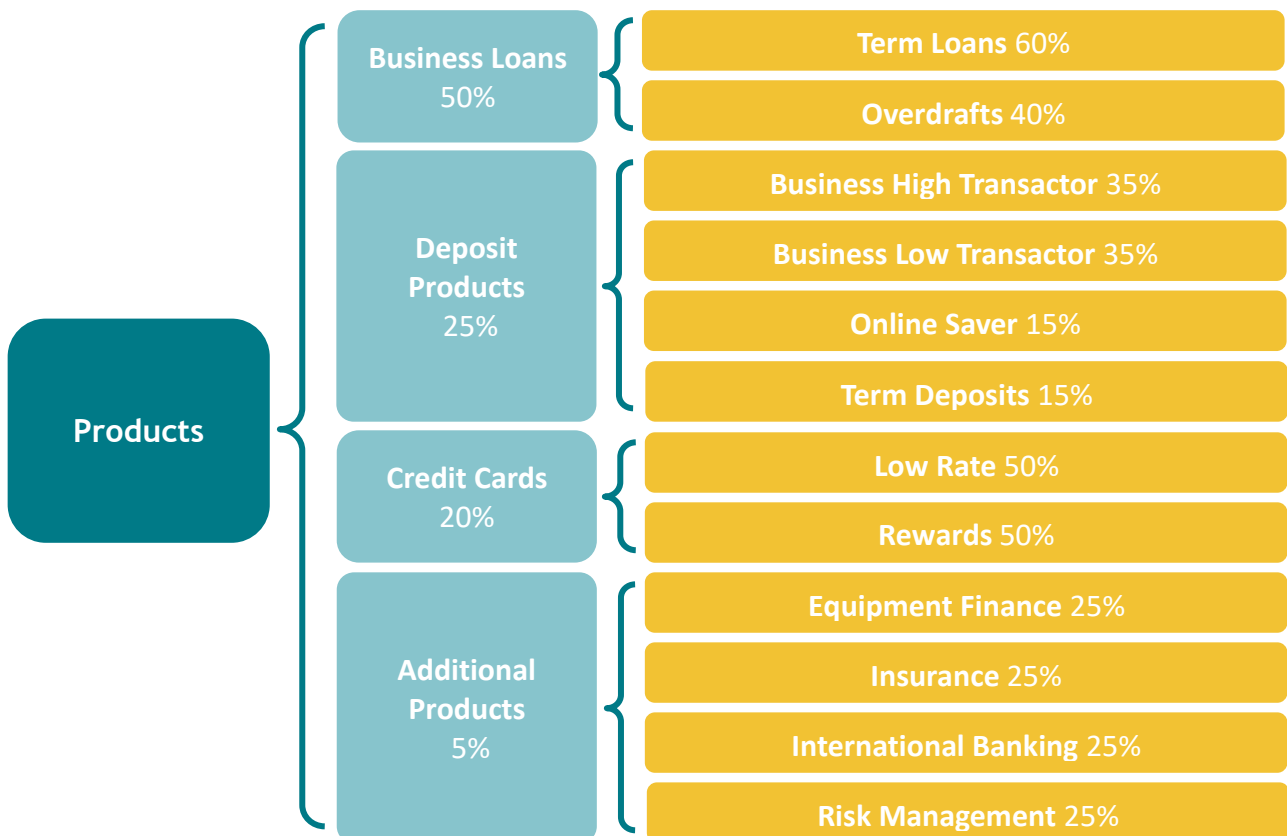 Products
Business Loans
50%
Term Loans 60%
Overdrafts 40%
Deposit
Products
25%
Business High Transactor 35%
Business Low Transactor 35%
Online Saver 15%
Term Deposits 15%
Credit Cards
20%
Low Rate 50%
Rewards 50%
Additional
Products
5%
Equipment Finance 25%
Insurance 25%
International Banking 25%
Risk Management 25%